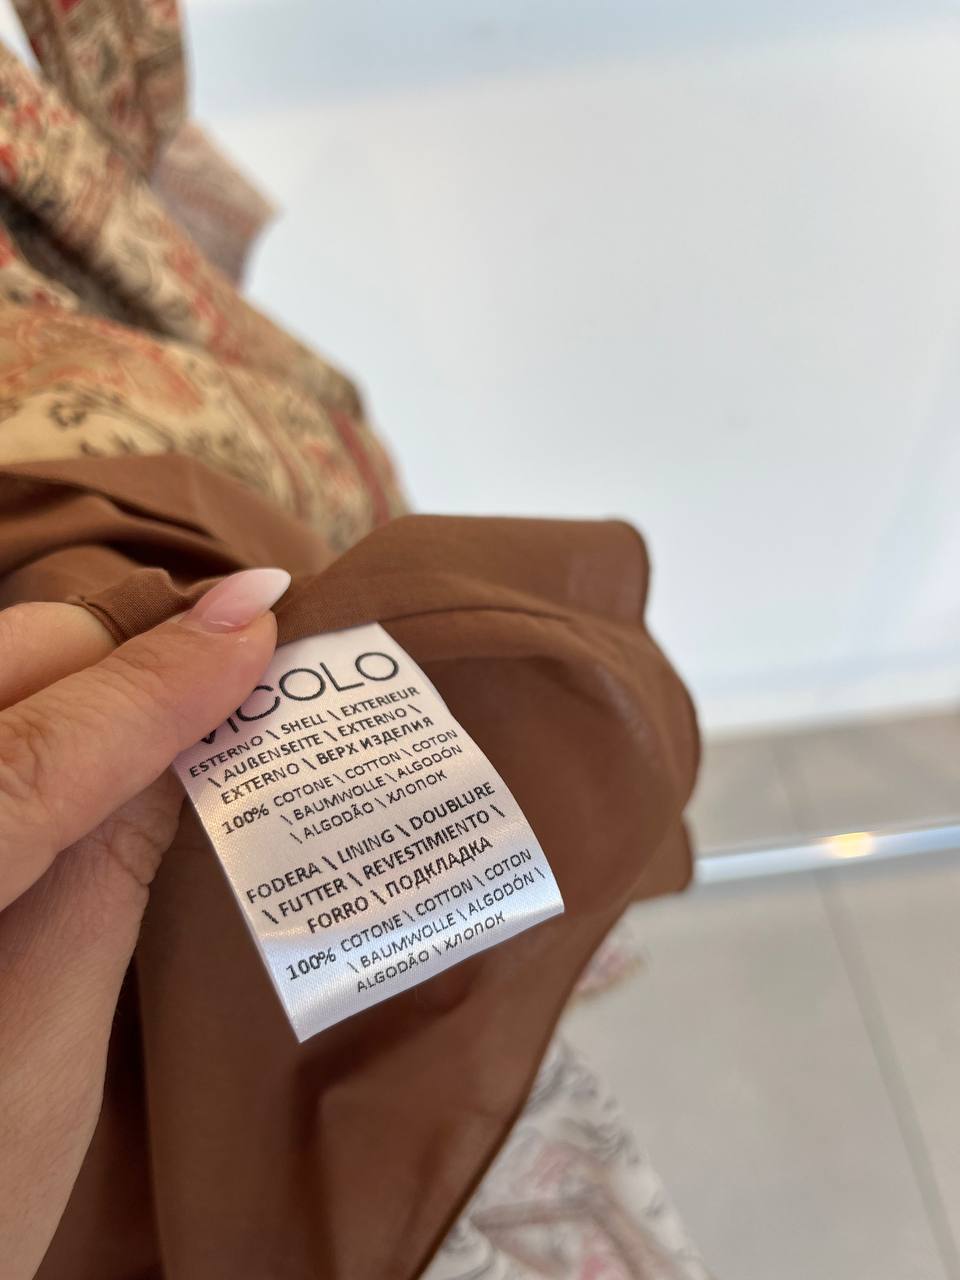 VICOLO
ESTERNO \ SHELL \ EXTERIEUR
\ AUßENSEITE \ EXTERNO \
EXTERNO \ ВЕРХ ИЗДЕЛИЯ
100% COTONE \ COTTON \ COTON
\ BAUMWOLLE \ ALGODÓN
\ ALGODÃO \ ХЛОПОК
FODERA \ LINING \ DOUBLURE
\ FUTTER \ REVESTIMIENTO \
FORRO \ ПОДКЛАДКА
100% COTONE \ COTTON \ COTON
\ BAUMWOLLE \ ALGODÓN \
ALGODÃO \ ХЛОПОК